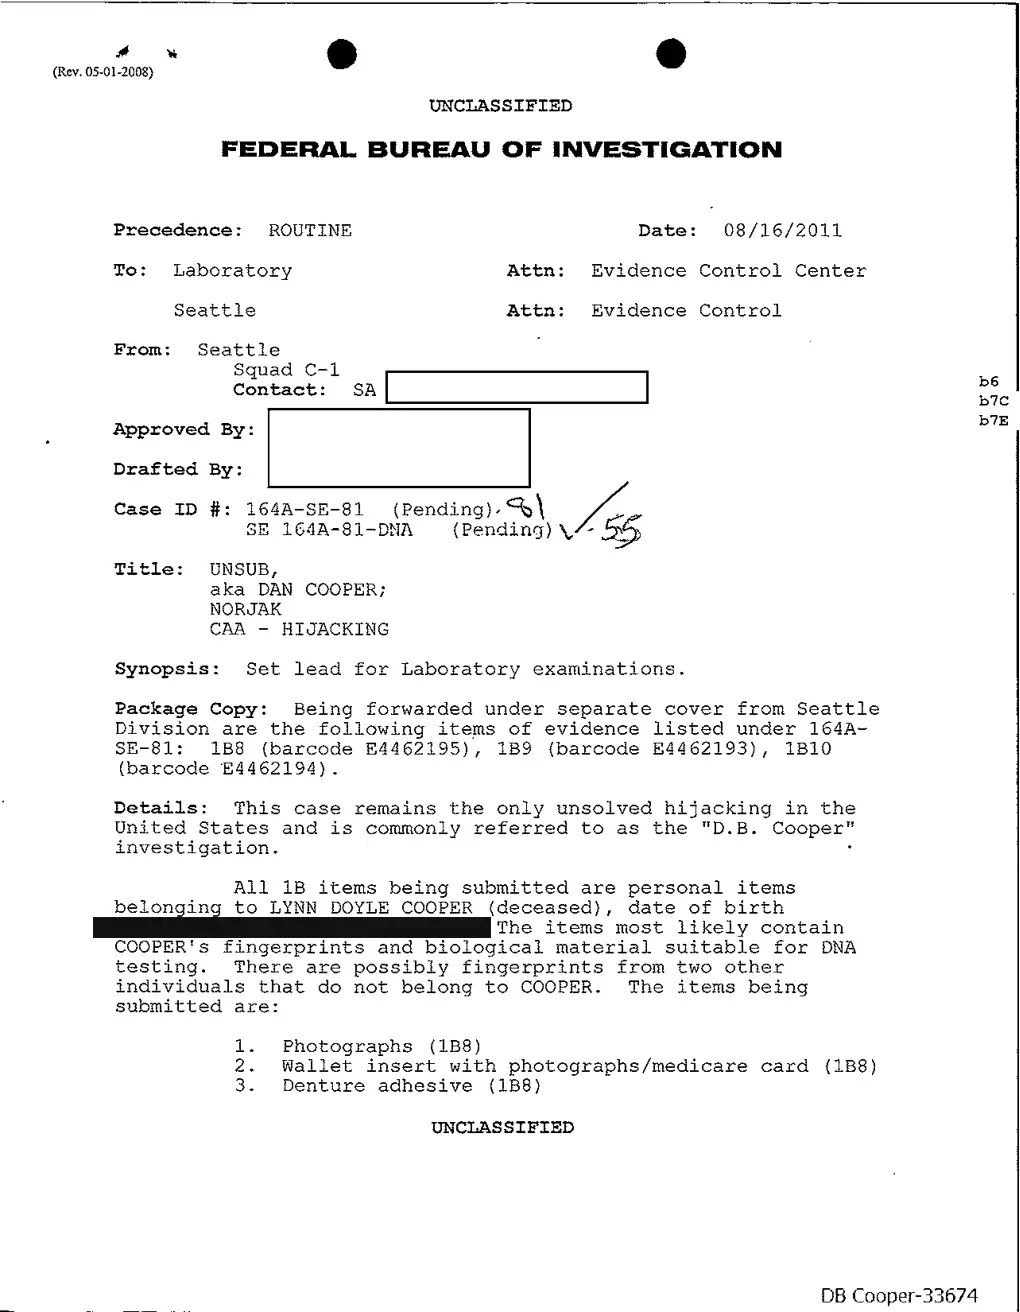 (Rev. 05-01-2008)
UNCLASSIFIED
FEDERAL BUREAU OF INVESTIGATION
Precedence: ROUTINE Date: 08/16/2011
To: Laboratory Attn: Evidence Control Center
Seattle Attn: Evidence Control
From: Seattle
Squad C-1
Contact: SA
b6
b7C
b7E
Approved By:
Drafted By:
Case ID #: 164A-SE-81 (Pending). 81
SE 164A-81-DNA (Pending) ✓ - 55
Title: UNSUB,
aka DAN COOPER;
NORJAK
CAA - HIJACKING
Synopsis: Set lead for Laboratory examinations.
Package Copy: Being forwarded under separate cover from Seattle
Division are the following items of evidence listed under 164A-
SE-81: 1B8 (barcode E4462195), 1B9 (barcode E4462193), 1B10
(barcode E4462194).
Details: This case remains the only unsolved hijacking in the
United States and is commonly referred to as the "D.B. Cooper"
investigation.
All 1B items being submitted are personal items
belonging to LYNN DOYLE COOPER (deceased), date of birth
The items most likely contain
COOPER's fingerprints and biological material suitable for DNA
testing. There are possibly fingerprints from two other
individuals that do not belong to COOPER. The items being
submitted are:
1. Photographs (1B8)
2. Wallet insert with photographs/medicare card (1B8)
3. Denture adhesive (1B8)
UNCLASSIFIED
DB Cooper-33674